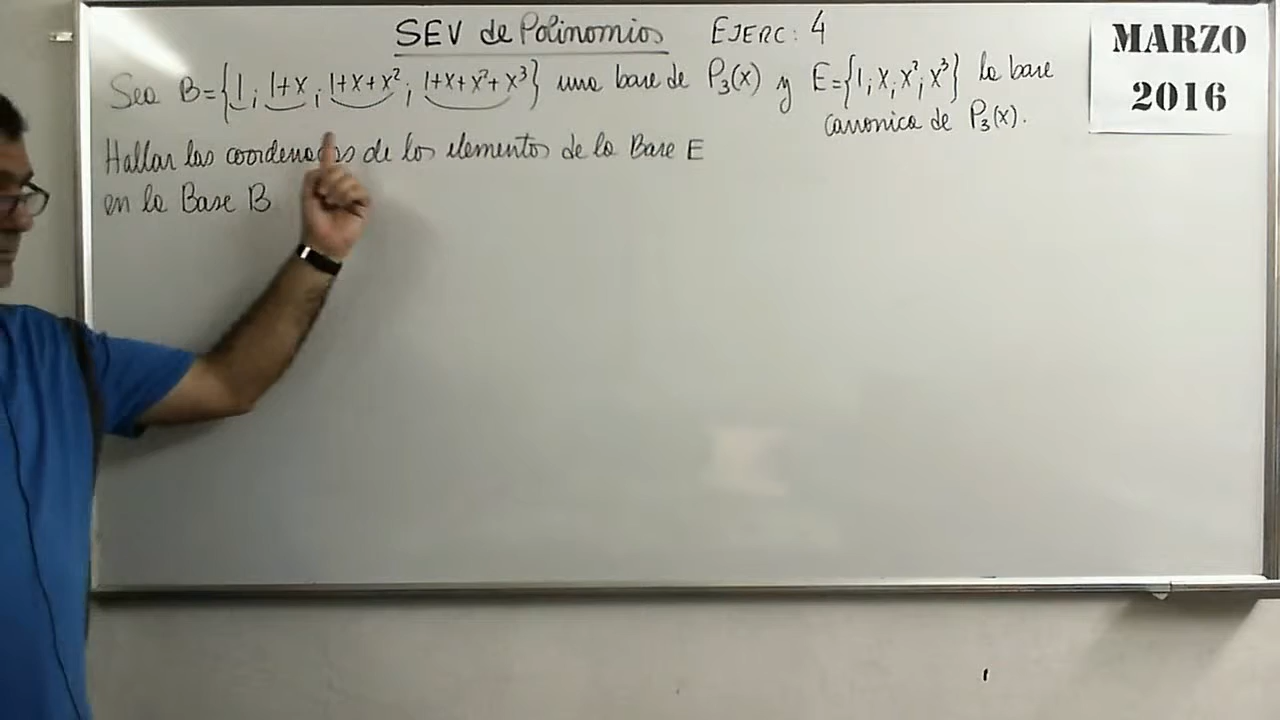 SEV de Polinomios EJERC: 4
MARZO
2016
Sea B={1; 1+x; 1+x+x²; 1+x+x²+x³} una base de P₃(x) y E={1; x; x²; x³} la base
canonica de P₃(x).
Hallar las coordenadas de los elementos de la Base E
en la Base B